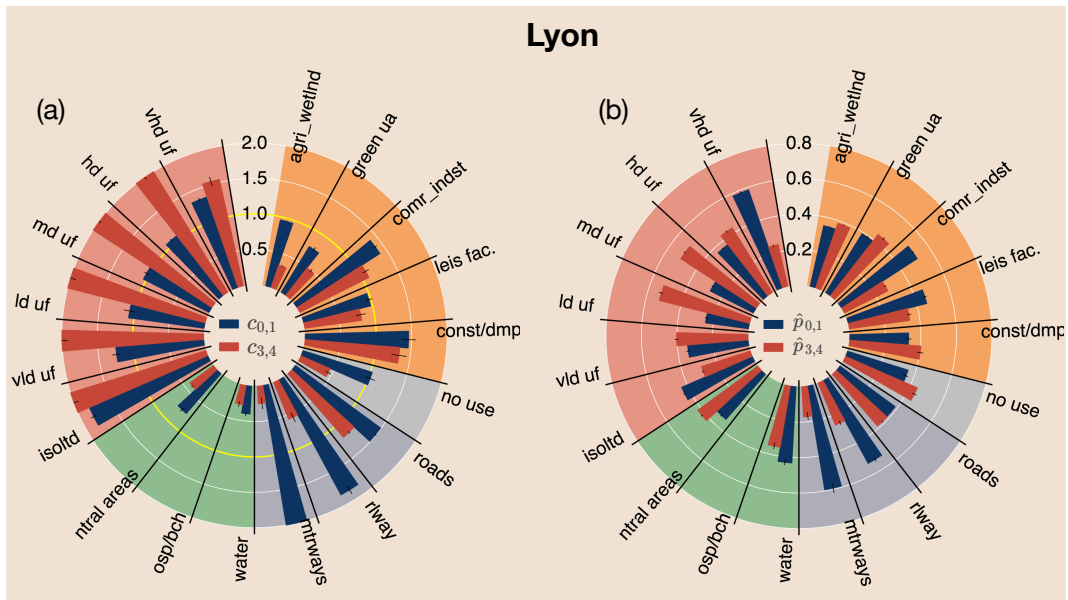 Lyon
(a)
2.0
1.5
1.0
0.5
agri_wetlnd
green ua
comr_indst
leis fac.
const/dmp
no use
roads
rlway
mtrways
water
osp/bch
ntral areas
isoltd
vld uf
ld uf
md uf
hd uf
vhd uf
c0,1
c3,4
(b)
0.8
0.6
0.4
0.2
agri_wetlnd
green ua
comr_indst
leis fac.
const/dmp
no use
roads
rlway
mtrways
water
osp/bch
ntral areas
isoltd
vld uf
ld uf
md uf
hd uf
vhd uf
p̂0,1
p̂3,4